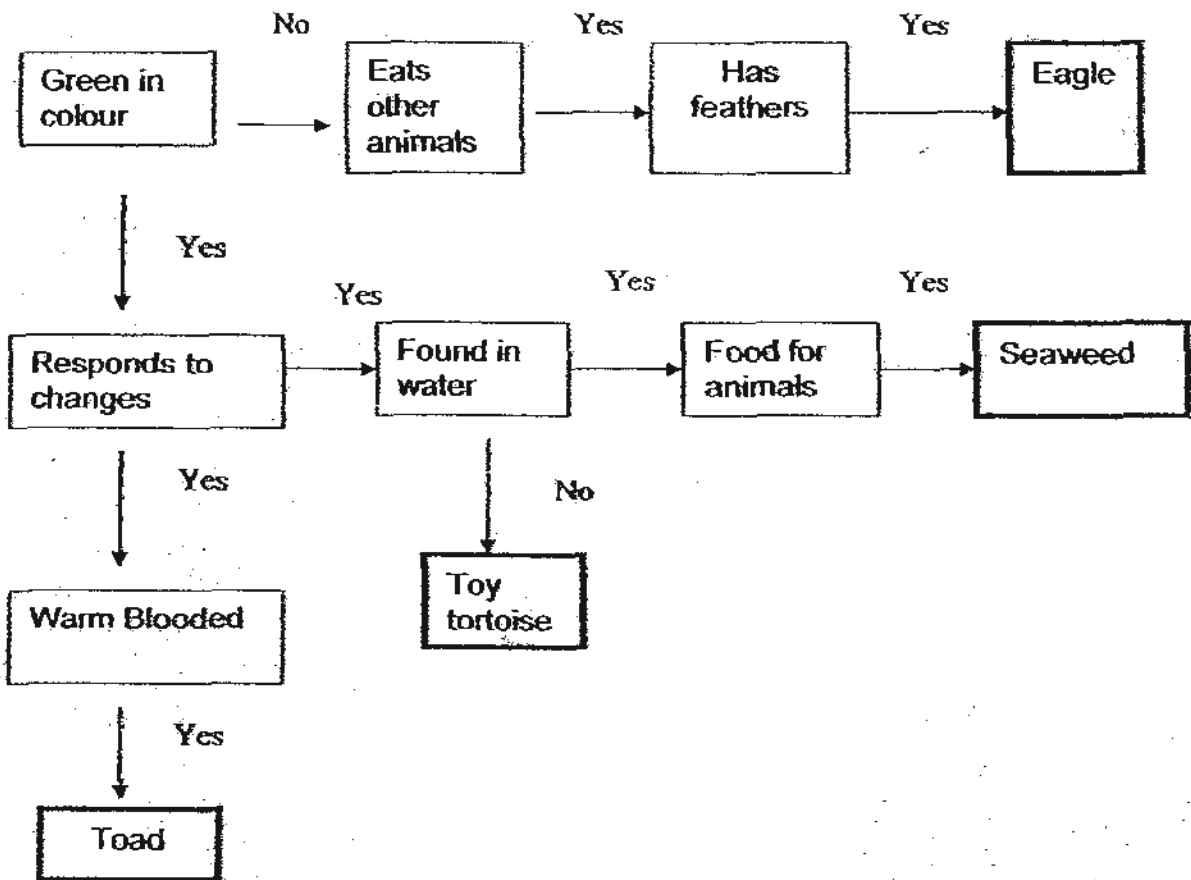 No
Yes
Yes
Green in
colour
Eats
other
animals
Has
feathers
Eagle
Yes
Yes
Yes
Yes
Responds to
changes
Found in
water
Food for
animals
Seaweed
Yes
No
Warm Blooded
Toy
tortoise
Yes
Toad